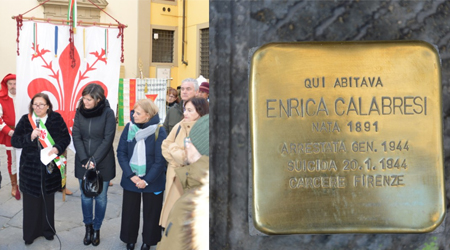 QUI ABITAVA
ENRICA CALABRESI
NATA 1891
ARRESTATA GEN. 1944
SUICIDA 20.1.1944
CARCERE FIRENZE